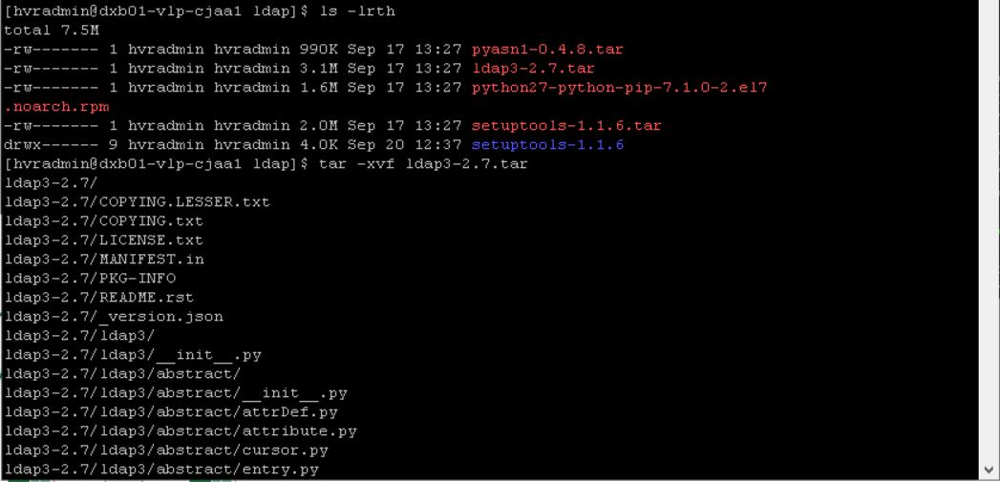 [hvradmin@dxb01-vlp-cjaa1 ldap]$ ls -lrth
total 7.5M
-rw------- 1 hvradmin hvradmin 990K Sep 17 13:27 pyasn1-0.4.8.tar
-rw------- 1 hvradmin hvradmin 3.1M Sep 17 13:27 ldap3-2.7.tar
-rw------- 1 hvradmin hvradmin 1.6M Sep 17 13:27 python27-python-pip-7.1.0-2.el7
.noarch.rpm
-rw------- 1 hvradmin hvradmin 2.0M Sep 17 13:27 setuptools-1.1.6.tar
drwx------ 9 hvradmin hvradmin 4.0K Sep 20 12:37 setuptools-1.1.6
[hvradmin@dxb01-vlp-cjaa1 ldap]$ tar -xvf ldap3-2.7.tar
ldap3-2.7/
ldap3-2.7/COPYING.LESSER.txt
ldap3-2.7/COPYING.txt
ldap3-2.7/LICENSE.txt
ldap3-2.7/MANIFEST.in
ldap3-2.7/PKG-INFO
ldap3-2.7/README.rst
ldap3-2.7/_version.json
ldap3-2.7/ldap3/
ldap3-2.7/ldap3/__init__.py
ldap3-2.7/ldap3/abstract/
ldap3-2.7/ldap3/abstract/__init__.py
ldap3-2.7/ldap3/abstract/attrDef.py
ldap3-2.7/ldap3/abstract/attribute.py
ldap3-2.7/ldap3/abstract/cursor.py
ldap3-2.7/ldap3/abstract/entry.py